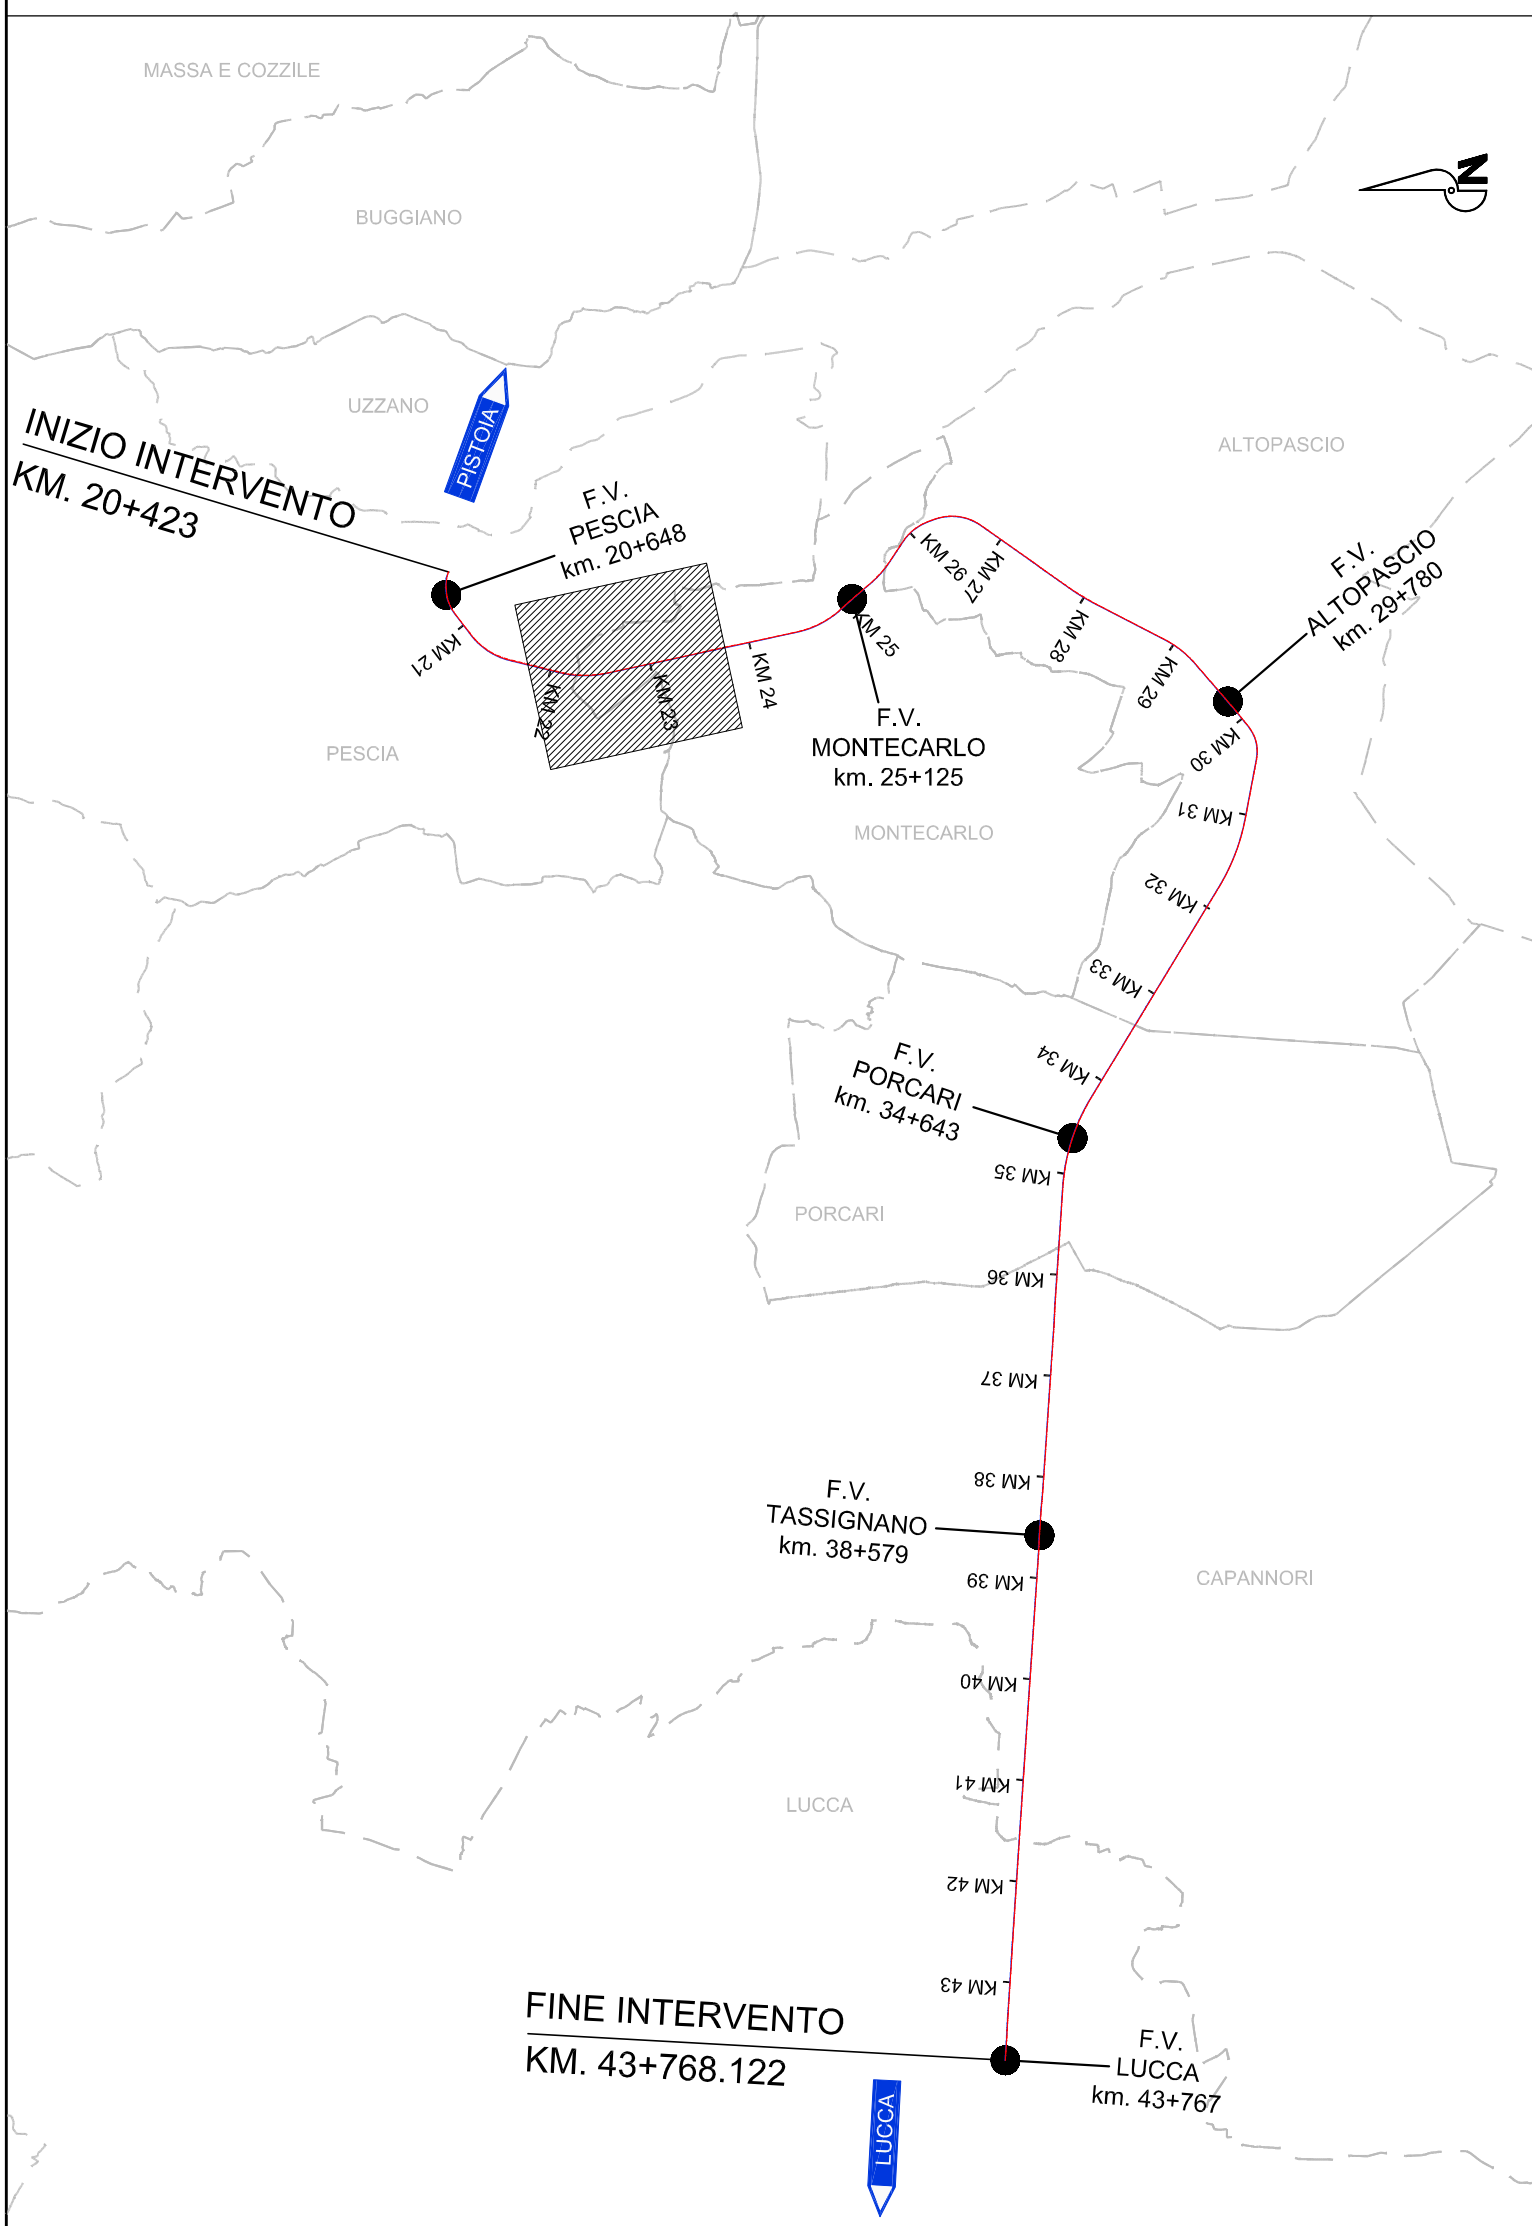 MASSA E COZZILE
BUGGIANO
N
UZZANO
PISTOIA
ALTOPASCIO
INIZIO INTERVENTO
KM. 20+423
F.V.
PESCIA
km. 20+648
KM 21
KM 22
KM 23
KM 24
KM 25
KM 26
KM 27
KM 28
KM 29
F.V.
ALTOPASCIO
km. 29+780
F.V.
MONTECARLO
km. 25+125
PESCIA
MONTECARLO
KM 30
KM 31
KM 32
KM 33
KM 34
F.V.
PORCARI
km. 34+643
KM 35
PORCARI
KM 36
KM 37
KM 38
F.V.
TASSIGNANO
km. 38+579
KM 39
CAPANNORI
KM 40
KM 41
LUCCA
KM 42
KM 43
FINE INTERVENTO
KM. 43+768.122
F.V.
LUCCA
km. 43+767
LUCCA